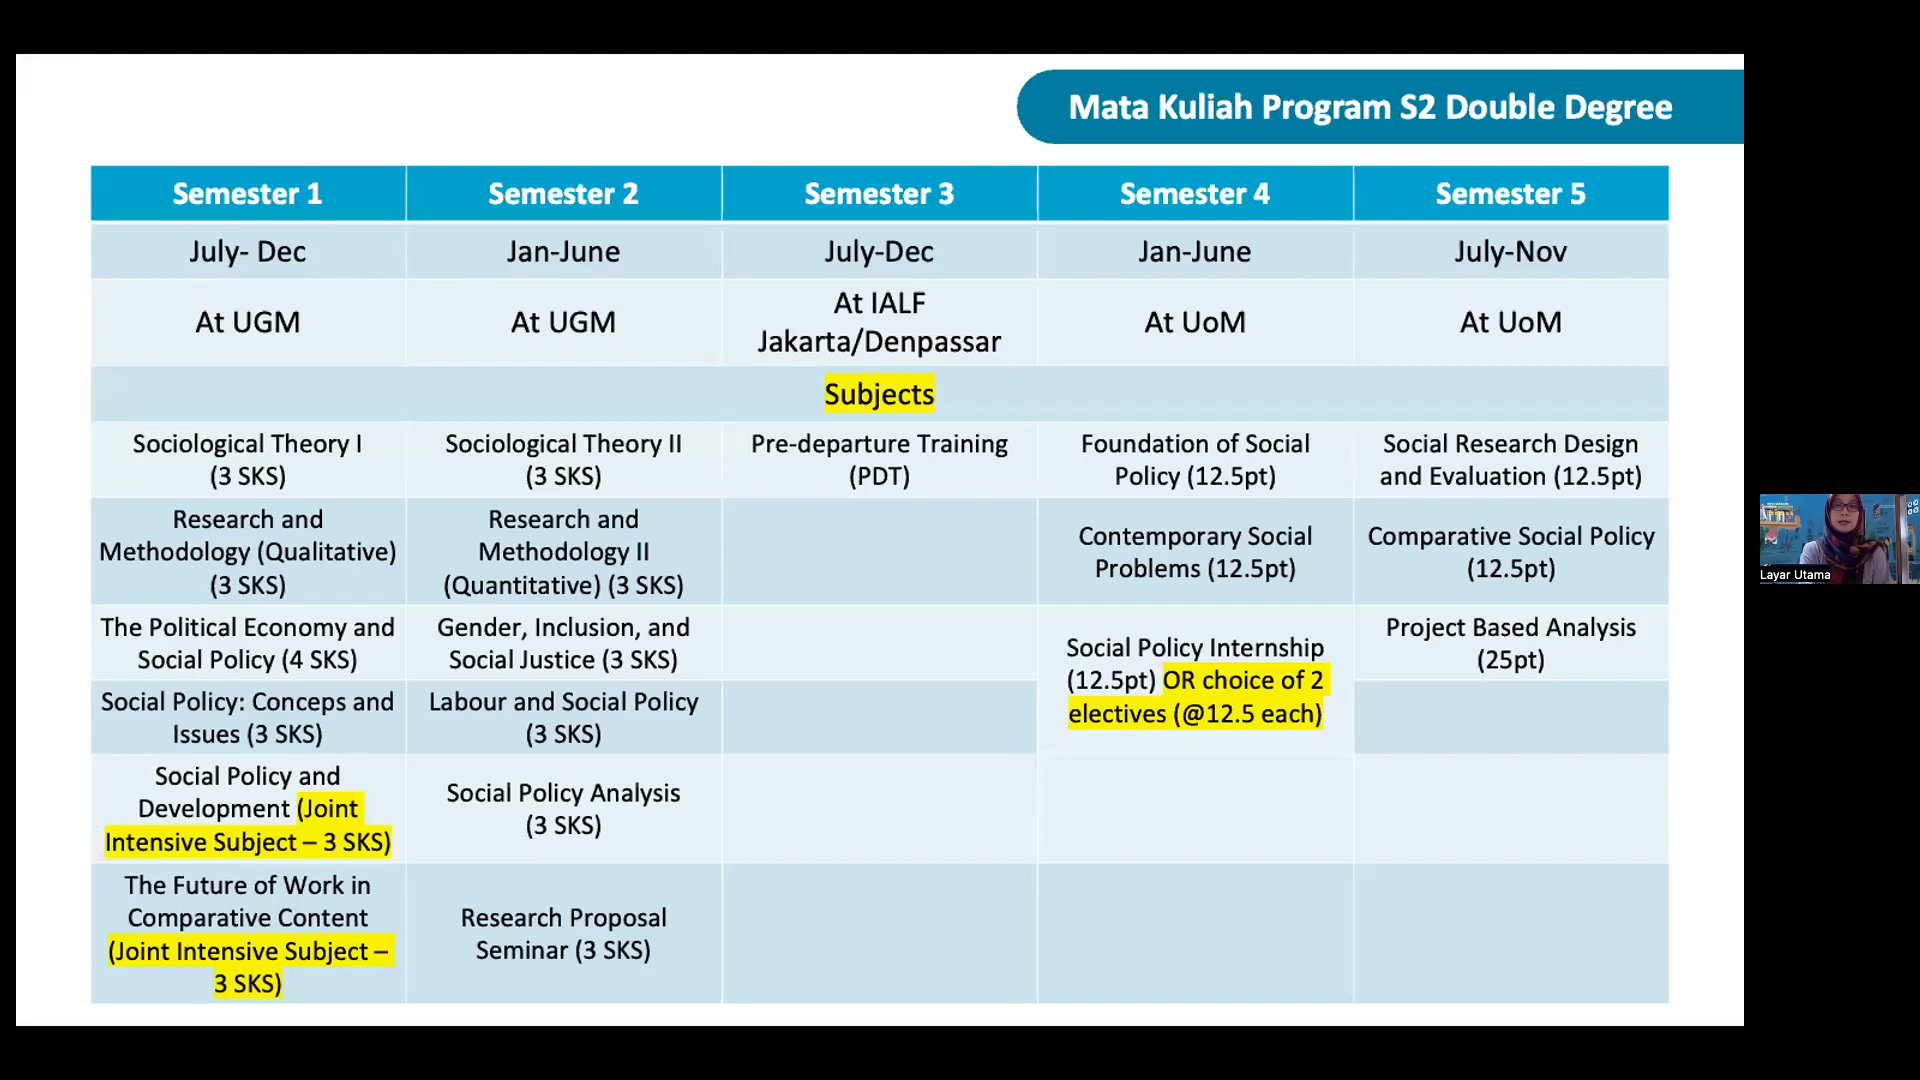 Mata Kuliah Program S2 Double Degree
Semester 1
Semester 2
Semester 3
Semester 4
Semester 5
July- Dec
Jan-June
July-Dec
Jan-June
July-Nov
At UGM
At UGM
At IALF
Jakarta/Denpassar
At UoM
At UoM
Subjects
Sociological Theory I
(3 SKS)
Sociological Theory II
(3 SKS)
Pre-departure Training
(PDT)
Foundation of Social
Policy (12.5pt)
Social Research Design
and Evaluation (12.5pt)
Research and
Methodology (Qualitative)
(3 SKS)
Research and
Methodology II
(Quantitative) (3 SKS)
Contemporary Social
Problems (12.5pt)
Comparative Social Policy
(12.5pt)
The Political Economy and
Social Policy (4 SKS)
Gender, Inclusion, and
Social Justice (3 SKS)
Social Policy Internship
(12.5pt) OR choice of 2
electives (@12.5 each)
Project Based Analysis
(25pt)
Social Policy: Conceps and
Issues (3 SKS)
Labour and Social Policy
(3 SKS)
Social Policy and
Development (Joint
Intensive Subject – 3 SKS)
Social Policy Analysis
(3 SKS)
The Future of Work in
Comparative Content
(Joint Intensive Subject –
3 SKS)
Research Proposal
Seminar (3 SKS)
Layar Utama